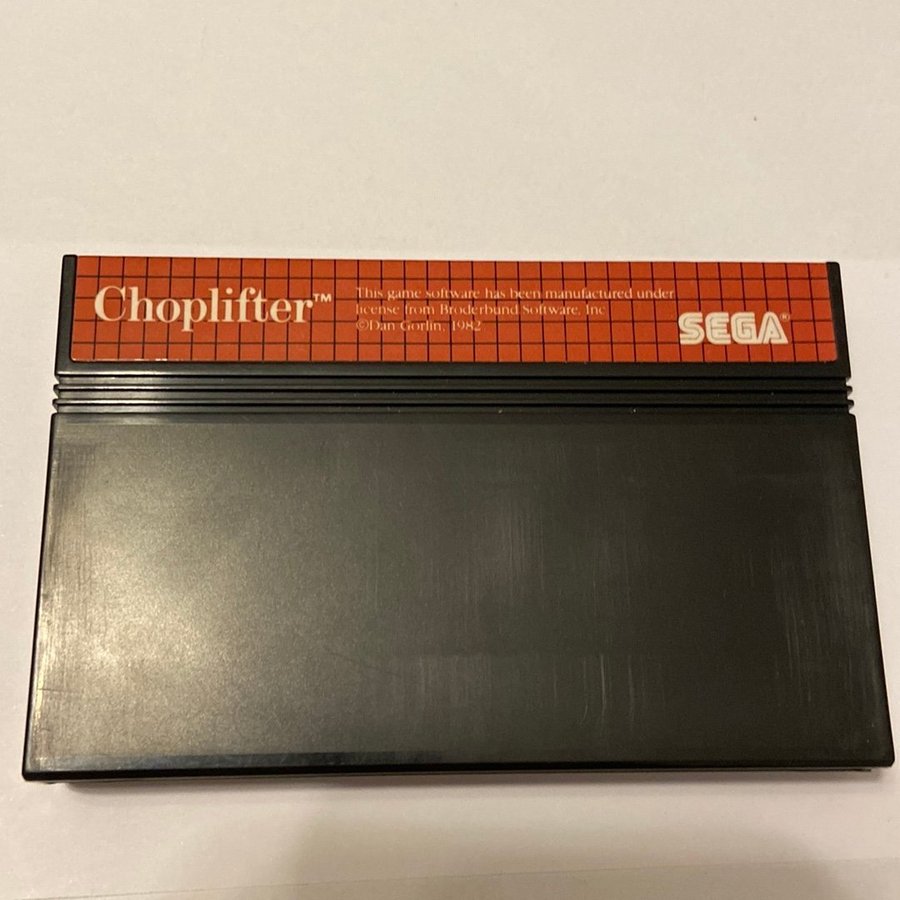 Choplifter™
This game software has been manufactured under
license from Broderbund Software, Inc
©Dan Gorlin, 1982
SEGA®